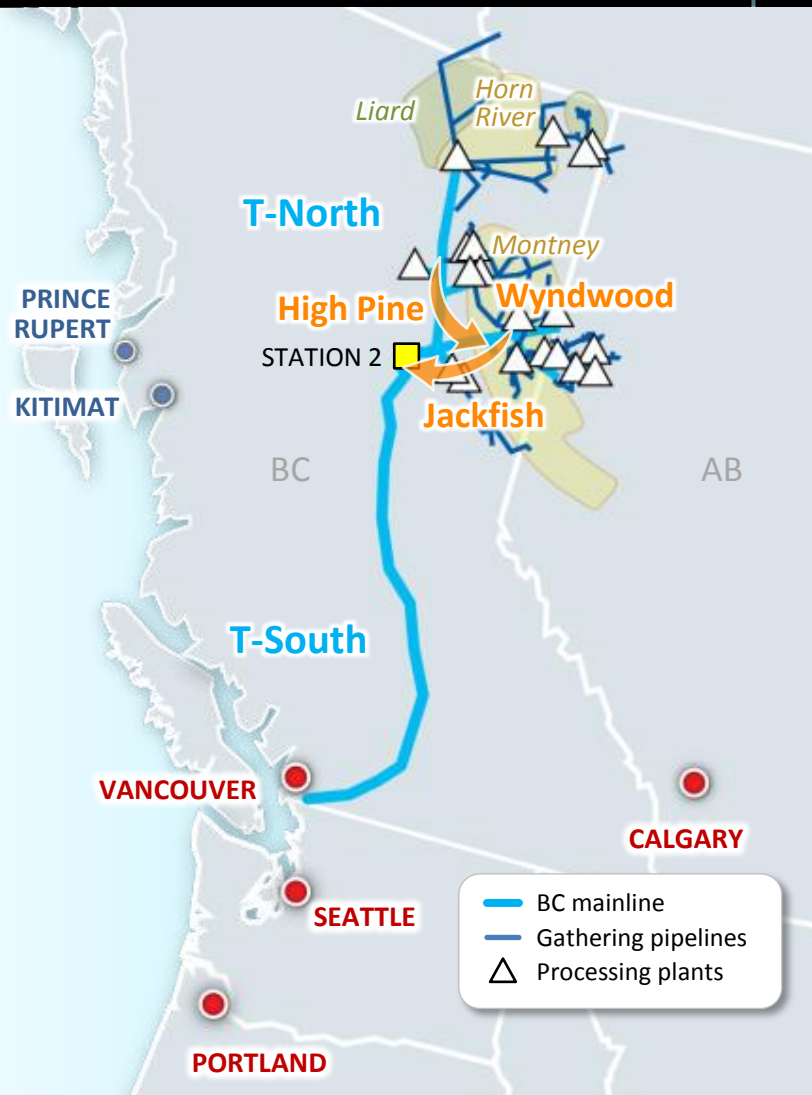 Liard
Horn
River
T-North
Montney
PRINCE
RUPERT
High Pine
Wyndwood
STATION 2
KITIMAT
Jackfish
BC
AB
T-South
VANCOUVER
CALGARY
SEATTLE
BC mainline
Gathering pipelines
Processing plants
PORTLAND